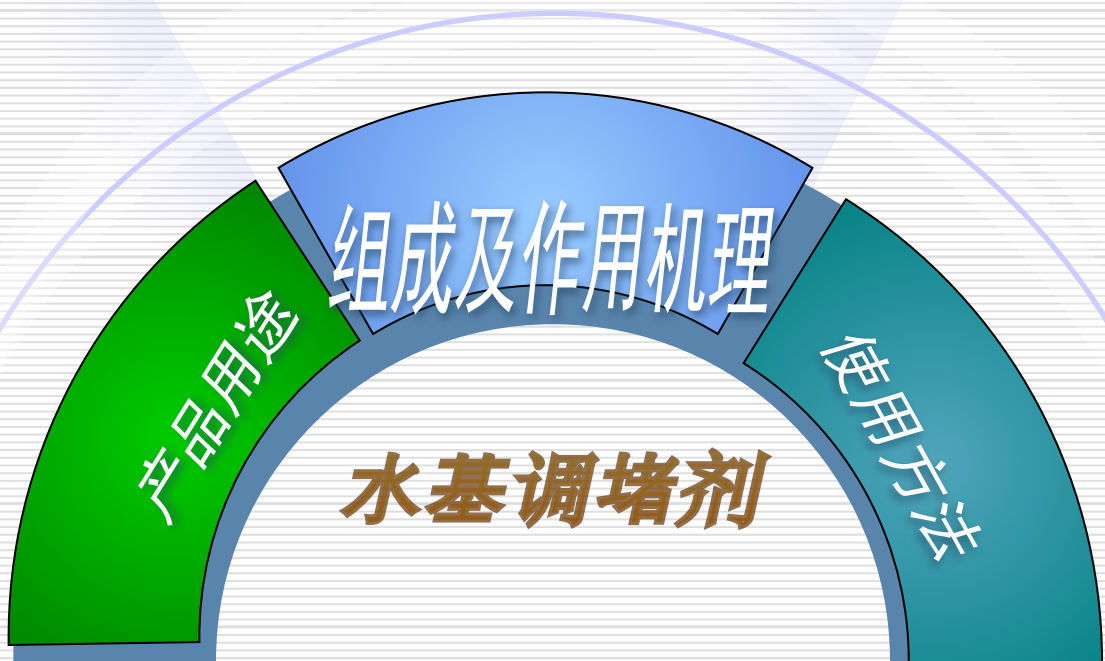 产品用途
组成及作用机理
使用方法
水基调堵剂